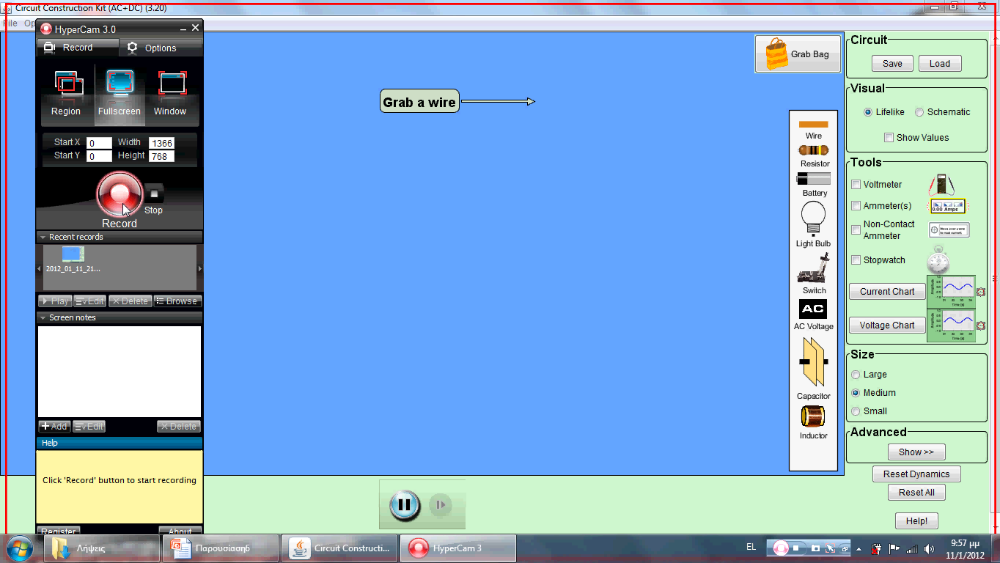 Circuit Construction Kit (AC+DC) (3.20)
File
HyperCam 3.0
Record
Options
Region
Fullscreen
Window
Start X 0 Width 1366
Start Y 0 Height 768
Stop
Record
Recent records
2012_01_11_21...
Play Edit Delete Browse
Screen notes
Add Edit Delete
Help
Click 'Record' button to start recording
Register About
Grab a wire
Grab Bag
Wire
Resistor
Battery
Light Bulb
Switch
AC
AC Voltage
Capacitor
Inductor
Circuit
Save Load
Visual
Lifelike Schematic
Show Values
Tools
Voltmeter
Ammeter(s)
0.00 Amps
Non-Contact
Ammeter
Stopwatch
Current Chart
Voltage Chart
Size
Large
Medium
Small
Advanced
Show >>
Reset Dynamics
Reset All
Help!
Λήψεις
Παρουσίαση6
Circuit Constructi...
HyperCam 3
EL
9:57 μμ
11/1/2012